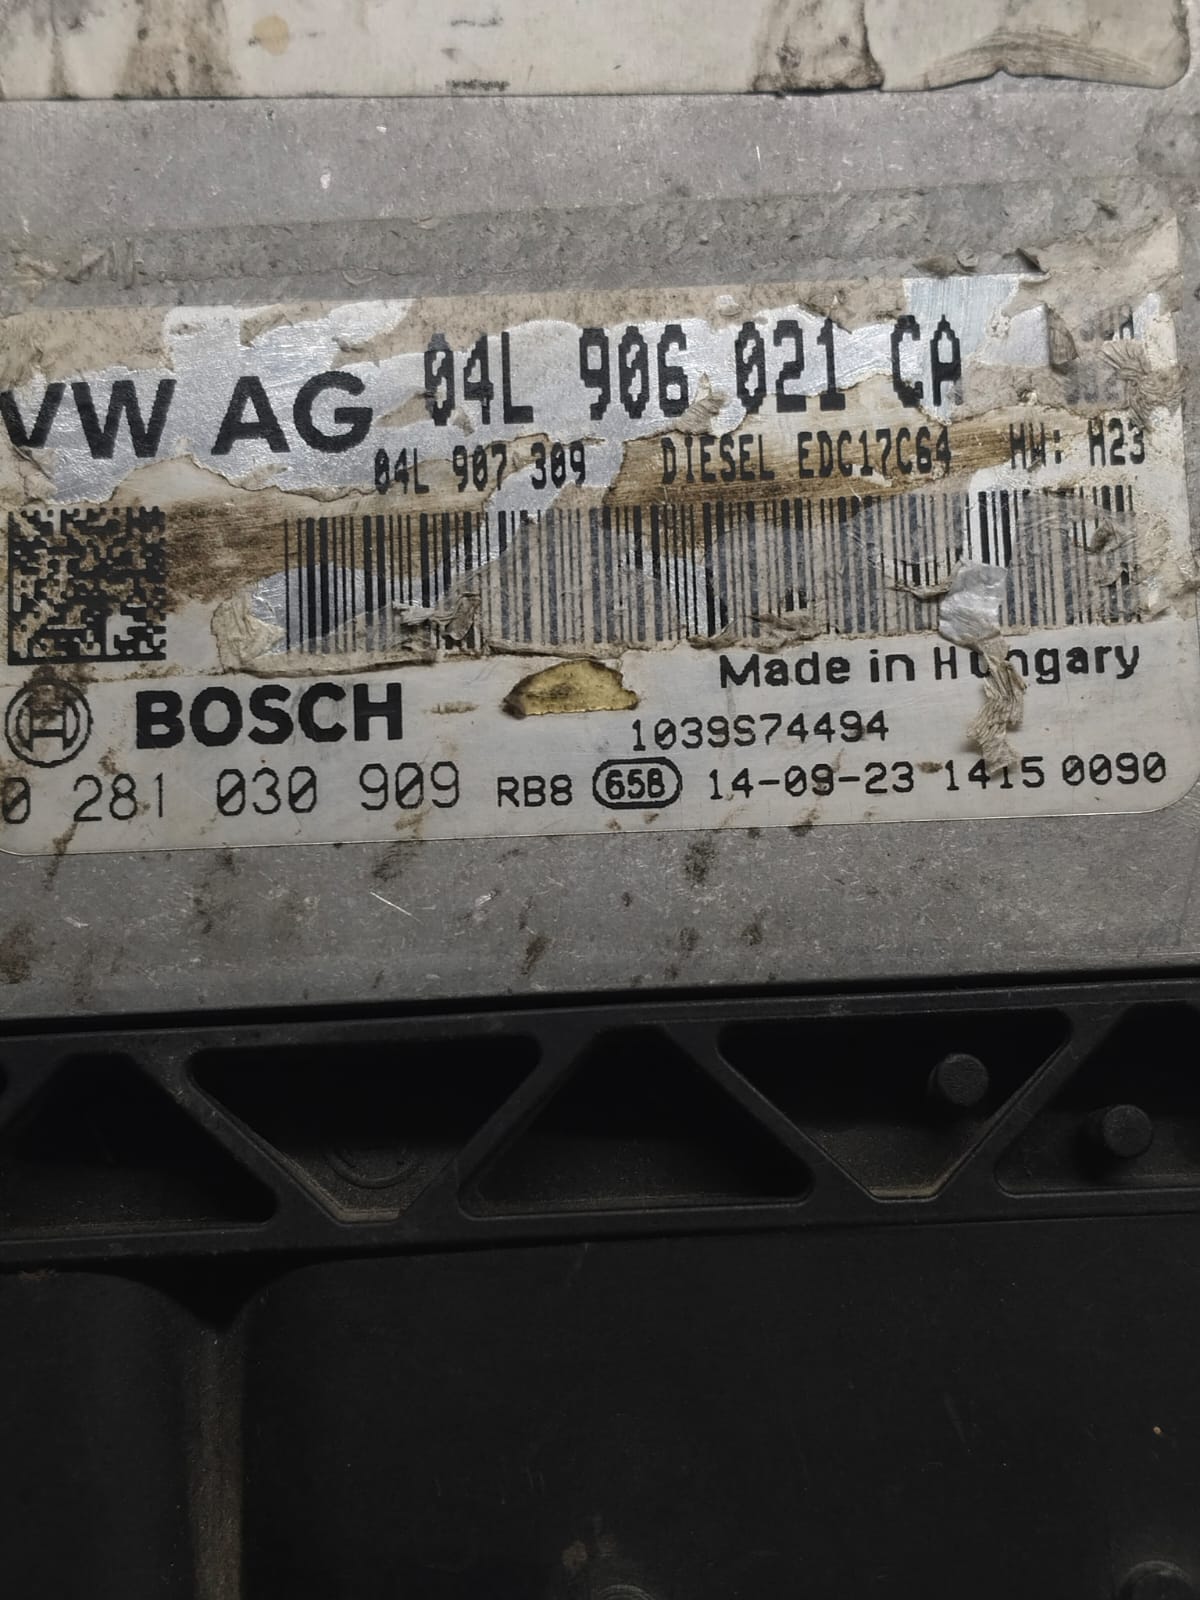 VW AG 04L 906 021 CA
04L 907 309 DIESEL EDC17C64 HW: H23
Made in Hungary
BOSCH
1039S74494
0 281 030 909 RB8 65B 14-09-23 1415 0090